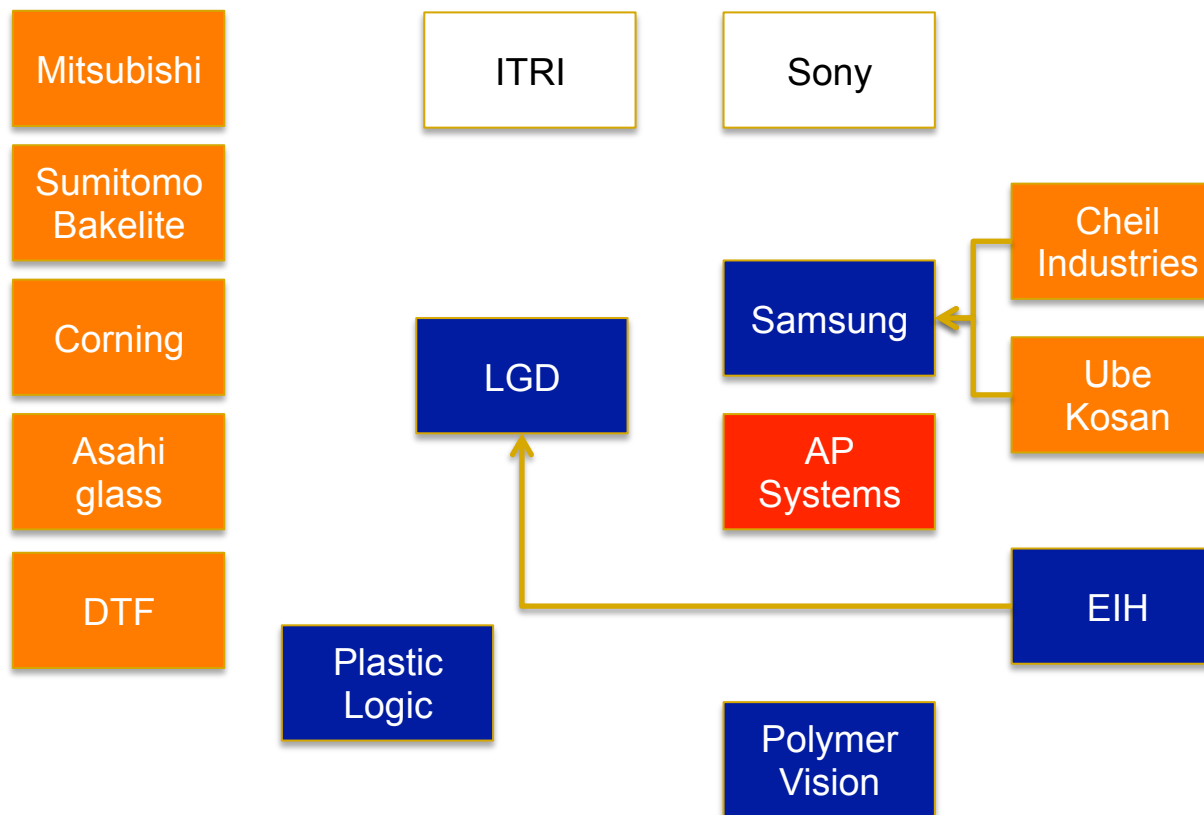 Mitsubishi
ITRI
Sony
Sumitomo
Bakelite
Cheil
Industries
Corning
Samsung
LGD
Ube
Kosan
Asahi
glass
AP
Systems
DTF
EIH
Plastic
Logic
Polymer
Vision